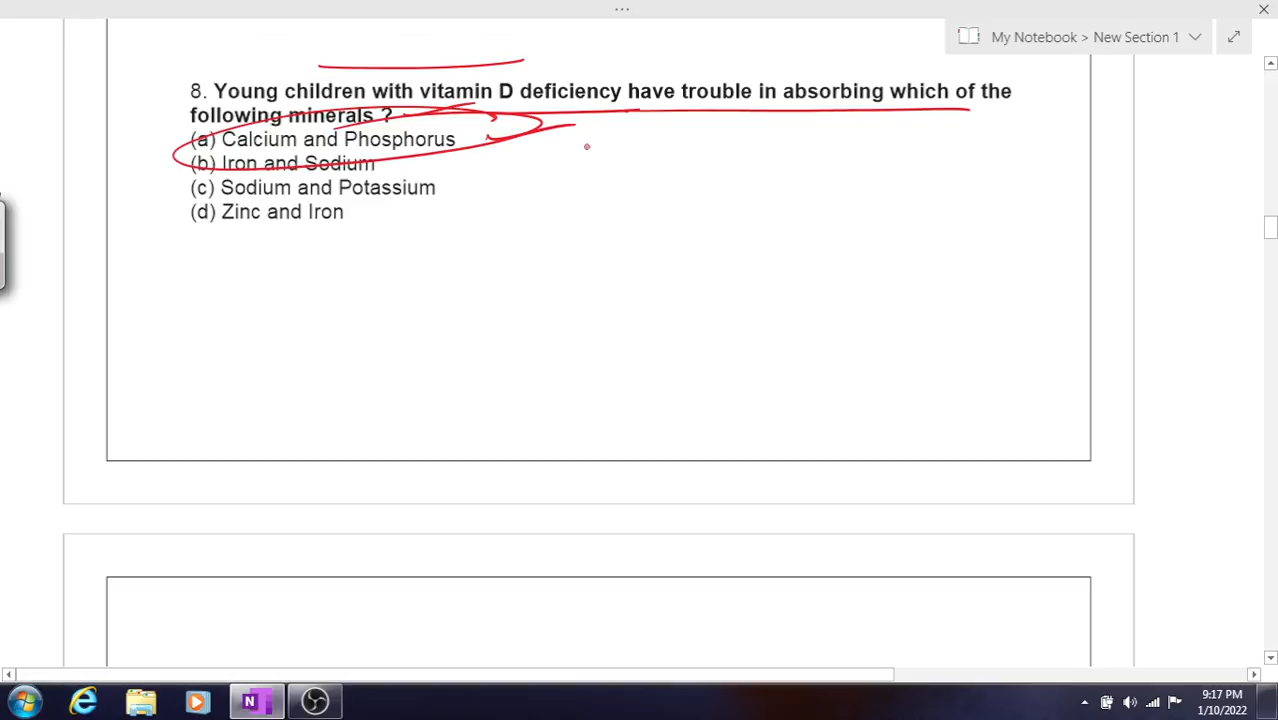 My Notebook > New Section 1
8. Young children with vitamin D deficiency have trouble in absorbing which of the
following minerals ?
(a) Calcium and Phosphorus
(b) Iron and Sodium
(c) Sodium and Potassium
(d) Zinc and Iron
N
9:17 PM
1/10/2022